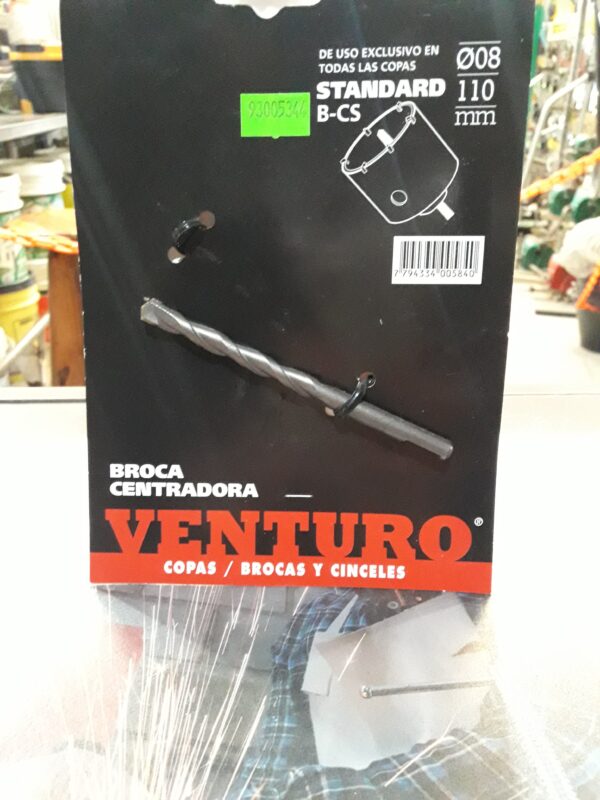 DE USO EXCLUSIVO EN
TODAS LAS COPAS
STANDARD
B-CS
Ø08
110
mm
93005344
7 794334 005840
BROCA
CENTRADORA
VENTURO®
COPAS / BROCAS Y CINCELES